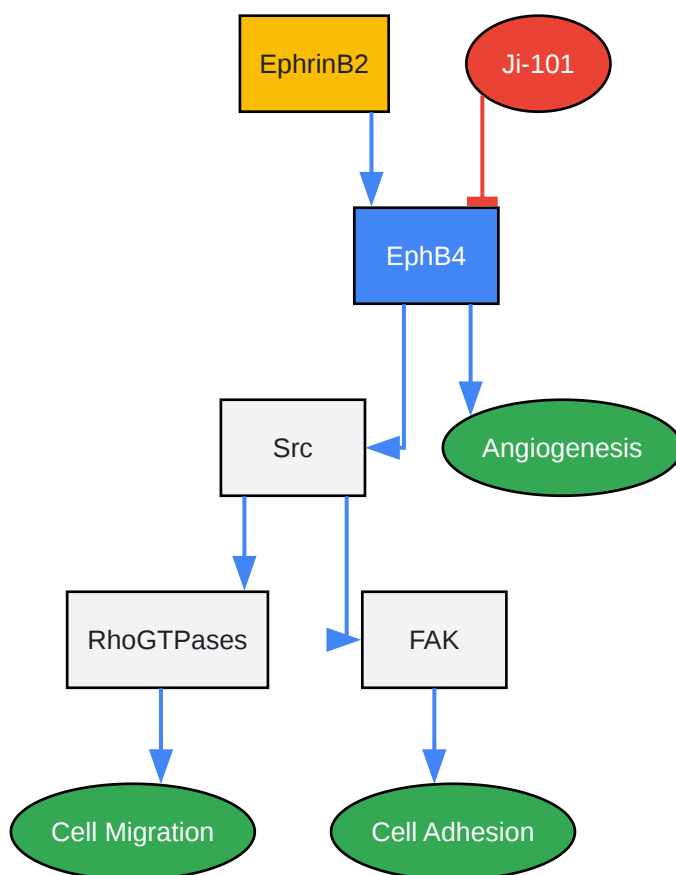 EphrinB2
Ji-101
EphB4
Src
Angiogenesis
RhoGTPases
FAK
Cell Migration
Cell Adhesion